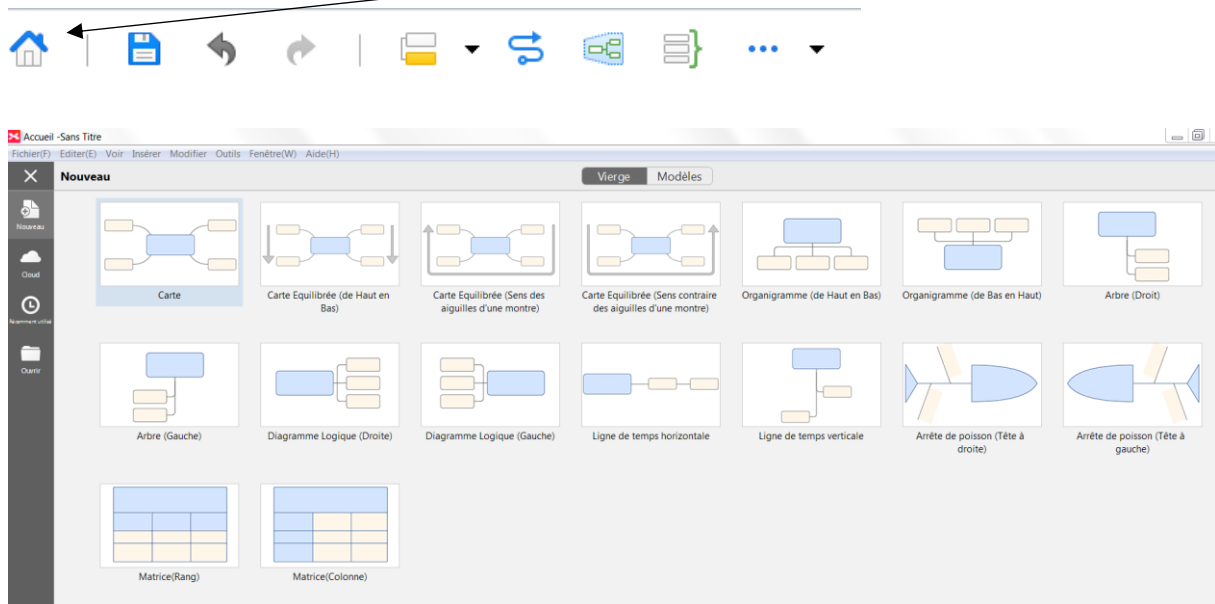 Accueil -Sans Titre
Fichier(F) Editer(E) Voir Insérer Modifier Outils Fenêtre(W) Aide(H)
Nouveau
Vierge Modèles
Nouveau
Cloud
Récemment utilisé
Ouvrir
Carte
Carte Equilibrée (de Haut en
Bas)
Carte Equilibrée (Sens des
aiguilles d'une montre)
Carte Equilibrée (Sens contraire
des aiguilles d'une montre)
Organigramme (de Haut en Bas)
Organigramme (de Bas en Haut)
Arbre (Droit)
Arbre (Gauche)
Diagramme Logique (Droite)
Diagramme Logique (Gauche)
Ligne de temps horizontale
Ligne de temps verticale
Arrête de poisson (Tête à
droite)
Arrête de poisson (Tête à
gauche)
Matrice(Rang)
Matrice(Colonne)